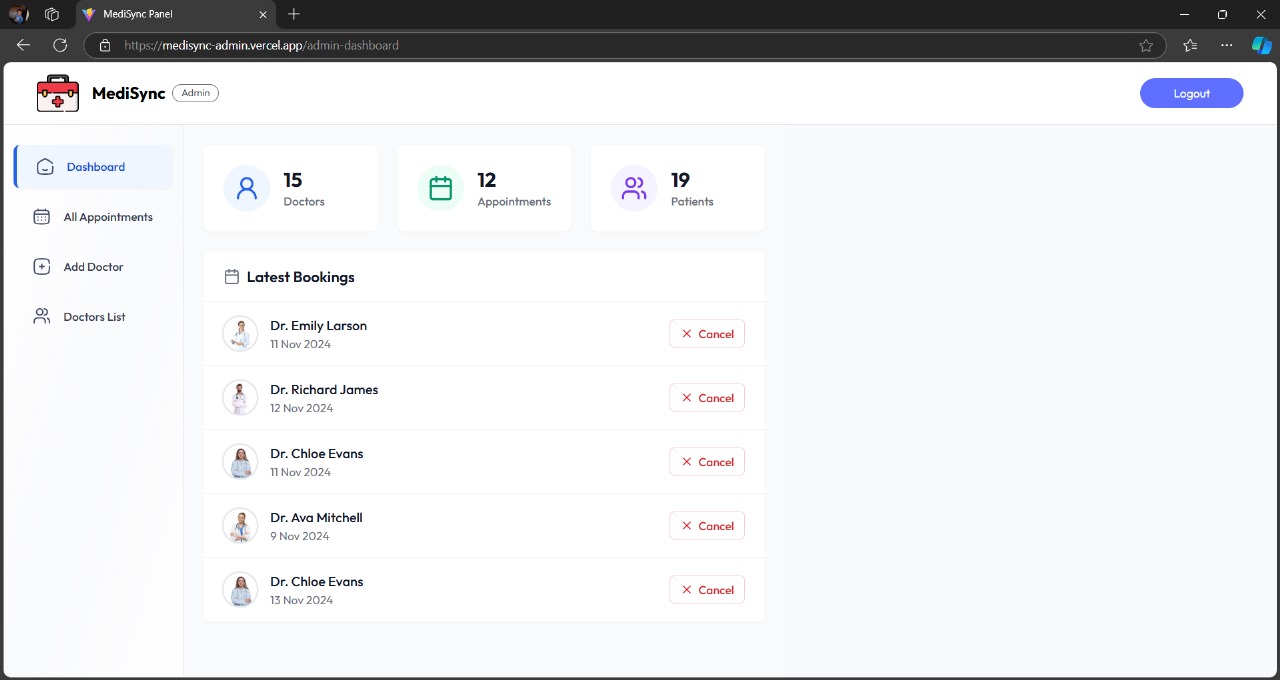 MediSync Panel
https://medisync-admin.vercel.app/admin-dashboard
MediSync Admin
Logout
Dashboard
All Appointments
Add Doctor
Doctors List
15
Doctors
12
Appointments
19
Patients
Latest Bookings
Dr. Emily Larson
11 Nov 2024
Cancel
Dr. Richard James
12 Nov 2024
Cancel
Dr. Chloe Evans
11 Nov 2024
Cancel
Dr. Ava Mitchell
9 Nov 2024
Cancel
Dr. Chloe Evans
13 Nov 2024
Cancel